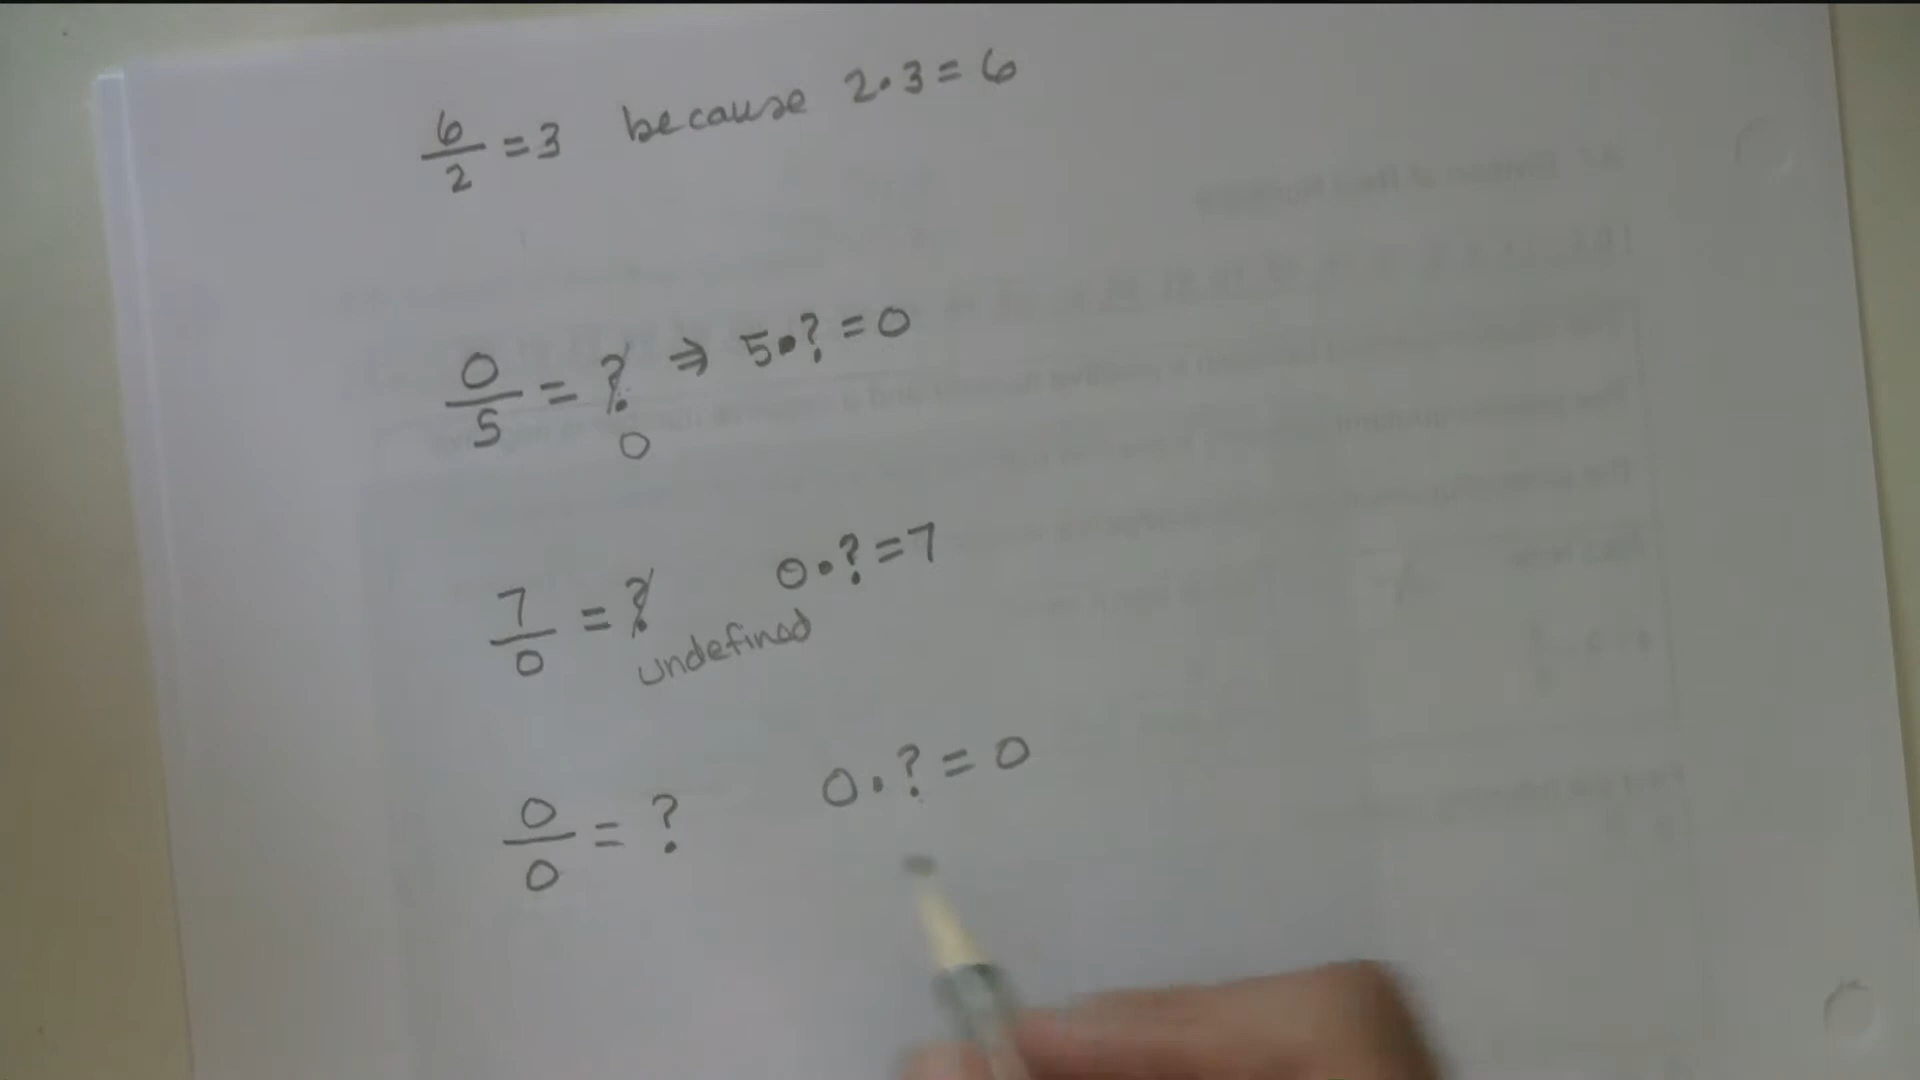 6/2 = 3 because 2·3 = 6
0/5 = ? ⇒ 5·? = 0
0
7/0 = ? 0·? = 7
undefined
0/0 = ? 0·? = 0